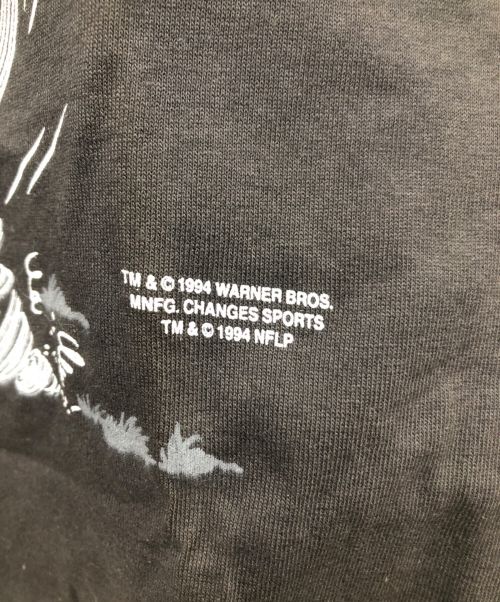 TM & © 1994 WARNER BROS.
MNFG. CHANGES SPORTS
TM & © 1994 NFLP